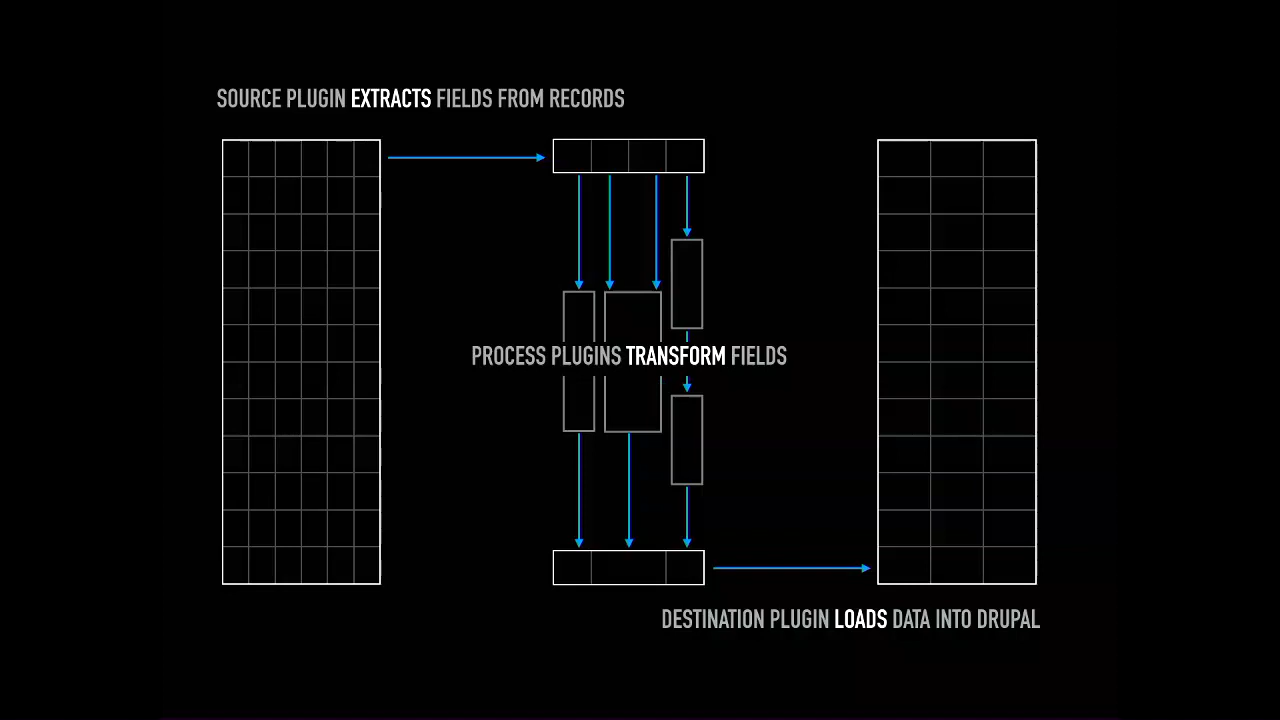 SOURCE PLUGIN EXTRACTS FIELDS FROM RECORDS
PROCESS PLUGINS TRANSFORM FIELDS
DESTINATION PLUGIN LOADS DATA INTO DRUPAL